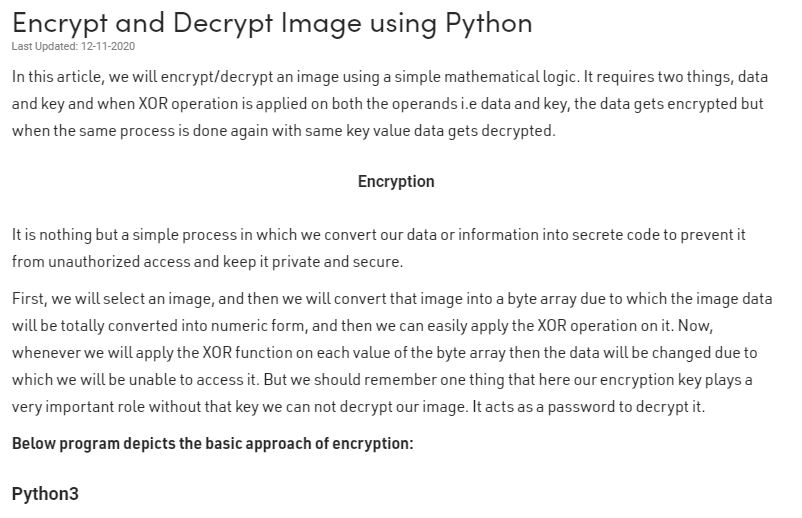 Encrypt and Decrypt Image using Python
Last Updated: 12-11-2020
In this article, we will encrypt/decrypt an image using a simple mathematical logic. It requires two things, data
and key and when XOR operation is applied on both the operands i.e data and key, the data gets encrypted but
when the same process is done again with same key value data gets decrypted.
Encryption
It is nothing but a simple process in which we convert our data or information into secrete code to prevent it
from unauthorized access and keep it private and secure.
First, we will select an image, and then we will convert that image into a byte array due to which the image data
will be totally converted into numeric form, and then we can easily apply the XOR operation on it. Now,
whenever we will apply the XOR function on each value of the byte array then the data will be changed due to
which we will be unable to access it. But we should remember one thing that here our encryption key plays a
very important role without that key we can not decrypt our image. It acts as a password to decrypt it.
Below program depicts the basic approach of encryption:
Python3